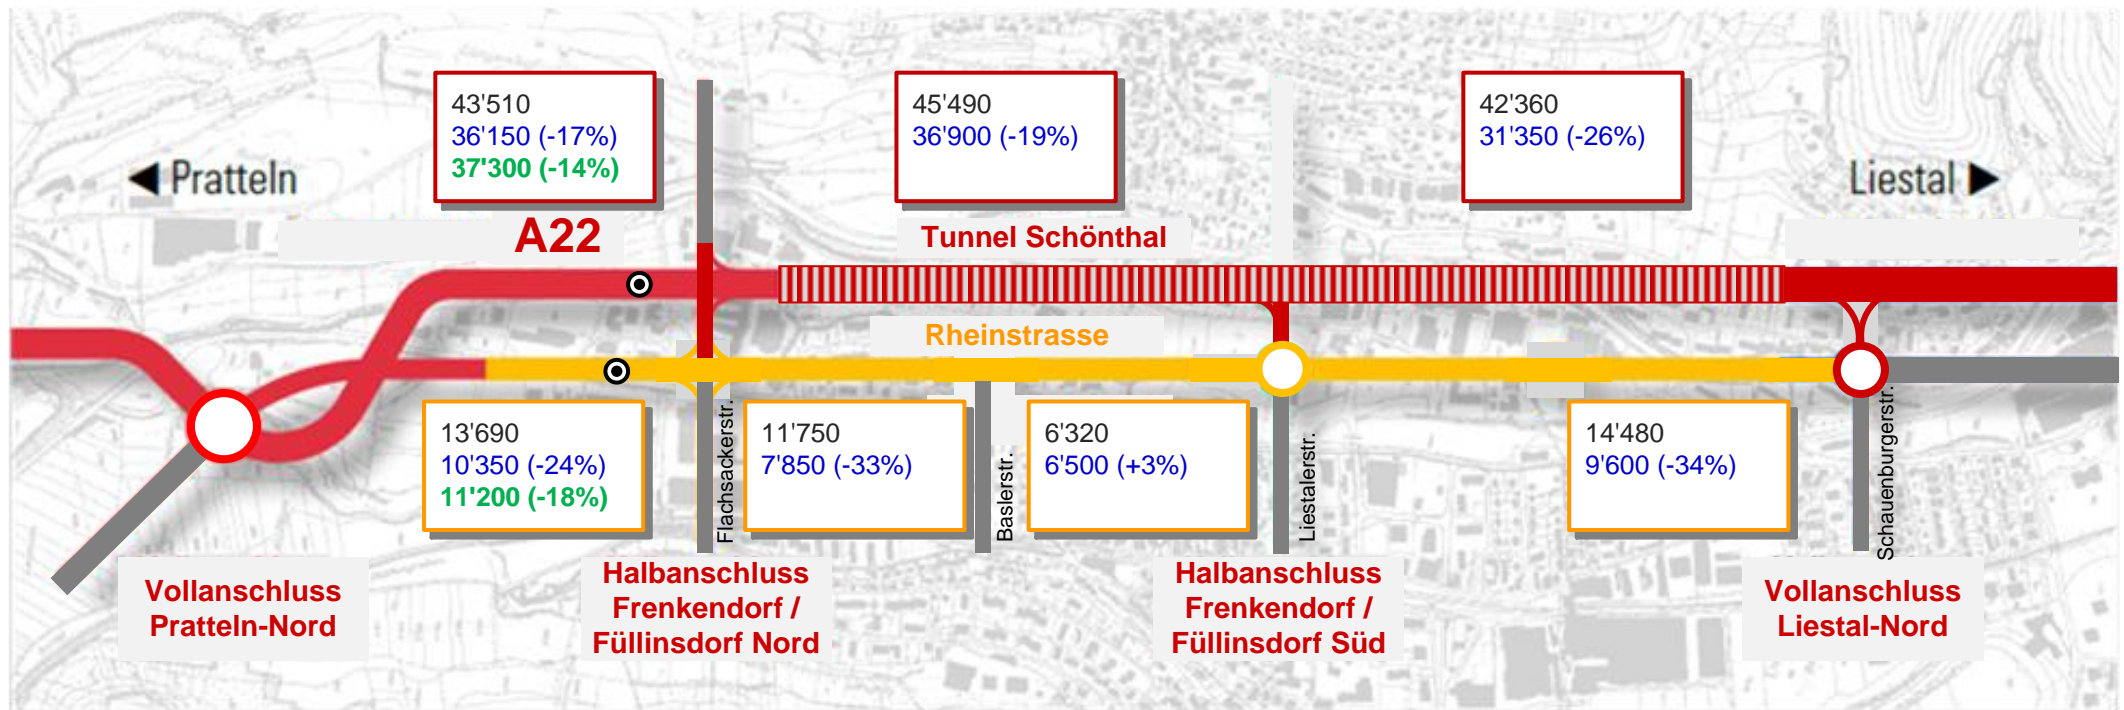 43'510
36'150 (-17%)
37'300 (-14%)
45'490
36'900 (-19%)
42'360
31'350 (-26%)
Pratteln
Liestal
A22
Tunnel Schönthal
Rheinstrasse
13'690
10'350 (-24%)
11'200 (-18%)
Flachsackerstr.
11'750
7'850 (-33%)
Baslerstr.
6'320
6'500 (+3%)
Liestalerstr.
14'480
9'600 (-34%)
Schauenburgerstr.
Vollanschluss
Pratteln-Nord
Halbanschluss
Frenkendorf /
Füllinsdorf Nord
Halbanschluss
Frenkendorf /
Füllinsdorf Süd
Vollanschluss
Liestal-Nord